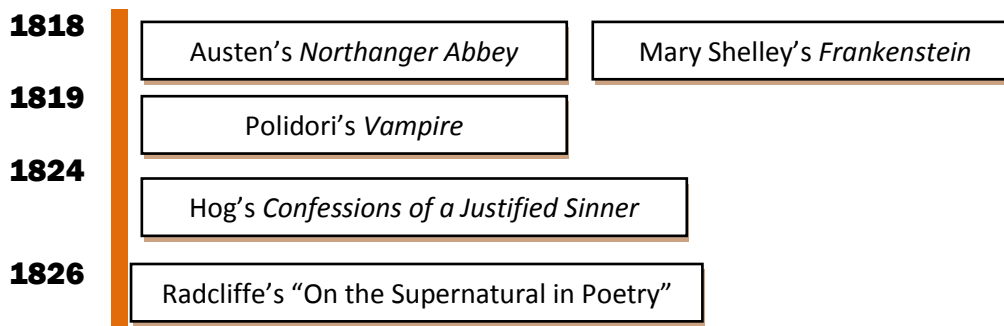 1818
Austen’s Northanger Abbey
Mary Shelley’s Frankenstein
1819
Polidori’s Vampire
1824
Hog’s Confessions of a Justified Sinner
1826
Radcliffe’s “On the Supernatural in Poetry”